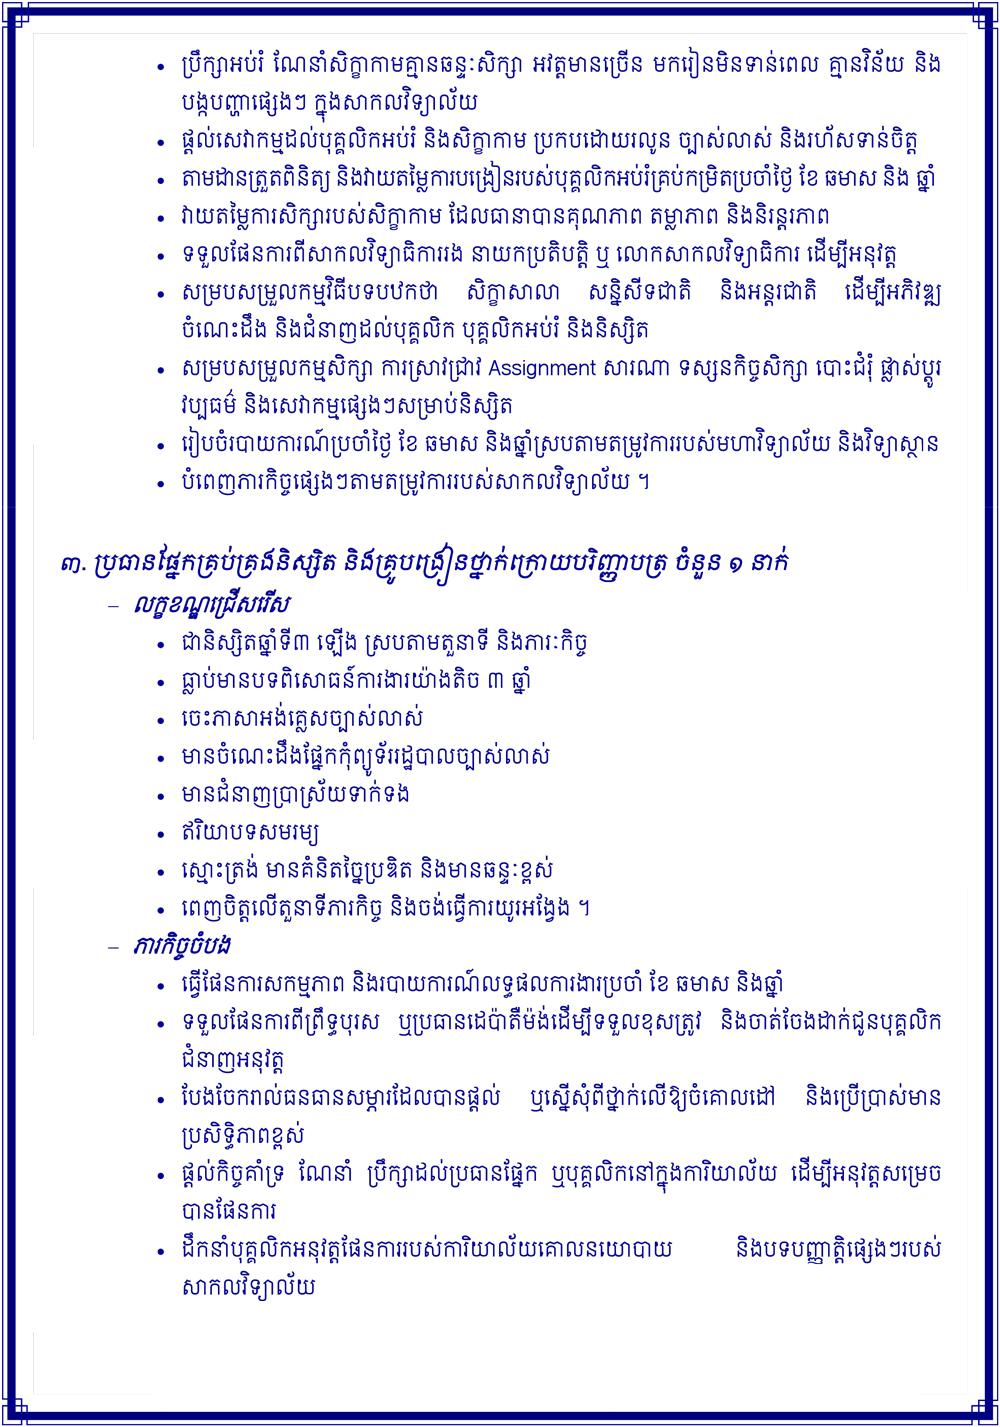 • ប្រឹក្សាអប់រំ ណែនាំសិក្ខាកាមគ្មានឆន្ទៈសិក្សា អវត្តមានច្រើន មករៀនមិនទាន់ពេល គ្មានវិន័យ និង
បង្កបញ្ហាផ្សេងៗ ក្នុងសាកលវិទ្យាល័យ
• ផ្តល់សេវាកម្មដល់បុគ្គលិកអប់រំ និងសិក្ខាកាម ប្រកបដោយរលូន ច្បាស់លាស់ និងរហ័សទាន់ចិត្ត
• តាមដានត្រួតពិនិត្យ និងវាយតម្លៃការបង្រៀនរបស់បុគ្គលិកអប់រំគ្រប់កម្រិតប្រចាំថ្ងៃ ខែ ឆមាស និង ឆ្នាំ
• វាយតម្លៃការសិក្សារបស់សិក្ខាកាម ដែលធានាបានគុណភាព តម្លាភាព និងនិរន្តរភាព
• ទទួលផែនការពីសាកលវិទ្យាធិការរង នាយកប្រតិបត្តិ ឬ លោកសាកលវិទ្យាធិការ ដើម្បីអនុវត្ត
• សម្របសម្រួលកម្មវិធីបទបឋកថា សិក្ខាសាលា សន្និសីទជាតិ និងអន្តរជាតិ ដើម្បីអភិវឌ្ឍ
ចំណេះដឹង និងជំនាញដល់បុគ្គលិក បុគ្គលិកអប់រំ និងនិស្សិត
• សម្របសម្រួលកម្មសិក្សា ការស្រាវជ្រាវ Assignment សារណា ទស្សនកិច្ចសិក្សា បោះជំរុំ ផ្លាស់ប្តូរ
វប្បធម៌ និងសេវាកម្មផ្សេងៗសម្រាប់និស្សិត
• រៀបចំរបាយការណ៍ប្រចាំថ្ងៃ ខែ ឆមាស និងឆ្នាំស្របតាមតម្រូវការរបស់មហាវិទ្យាល័យ និងវិទ្យាស្ថាន
• បំពេញភារកិច្ចផ្សេងៗតាមតម្រូវការរបស់សាកលវិទ្យាល័យ ។
៣. ប្រធានផ្នែកគ្រប់គ្រងនិស្សិត និងគ្រូបង្រៀនថ្នាក់ក្រោយបរិញ្ញាបត្រ ចំនួន ១ នាក់
– លក្ខខណ្ឌជ្រើសរើស
• ជានិស្សិតឆ្នាំទី៣ ឡើង ស្របតាមតួនាទី និងភារៈកិច្ច
• ធ្លាប់មានបទពិសោធន៍ការងារយ៉ាងតិច ៣ ឆ្នាំ
• ចេះភាសាអង់គ្លេសច្បាស់លាស់
• មានចំណេះដឹងផ្នែកកុំព្យូទ័ររដ្ឋបាលច្បាស់លាស់
• មានជំនាញប្រាស្រ័យទាក់ទង
• ឥរិយាបទសមរម្យ
• ស្មោះត្រង់ មានគំនិតច្នៃប្រឌិត និងមានឆន្ទៈខ្ពស់
• ពេញចិត្តលើតួនាទីភារកិច្ច និងចង់ធ្វើការយូរអង្វែង ។
– ភារកិច្ចចំបង
• ធ្វើផែនការសកម្មភាព និងរបាយការណ៍លទ្ធផលការងារប្រចាំ ខែ ឆមាស និងឆ្នាំ
• ទទួលផែនការពីព្រឹទ្ធបុរស ឬប្រធានដេប៉ាតឺម៉ង់ដើម្បីទទួលខុសត្រូវ និងចាត់ចែងដាក់ជូនបុគ្គលិក
ជំនាញអនុវត្ត
• បែងចែករាល់ធនធានសម្ភារដែលបានផ្តល់ ឬស្នើសុំពីថ្នាក់លើឱ្យចំគោលដៅ និងប្រើប្រាស់មាន
ប្រសិទ្ធិភាពខ្ពស់
• ផ្តល់កិច្ចគាំទ្រ ណែនាំ ប្រឹក្សាដល់ប្រធានផ្នែក ឬបុគ្គលិកនៅក្នុងការិយាល័យ ដើម្បីអនុវត្តសម្រេច
បានផែនការ
• ដឹកនាំបុគ្គលិកអនុវត្តផែនការរបស់ការិយាល័យគោលនយោបាយ និងបទបញ្ញាត្តិផ្សេងៗរបស់
សាកលវិទ្យាល័យ